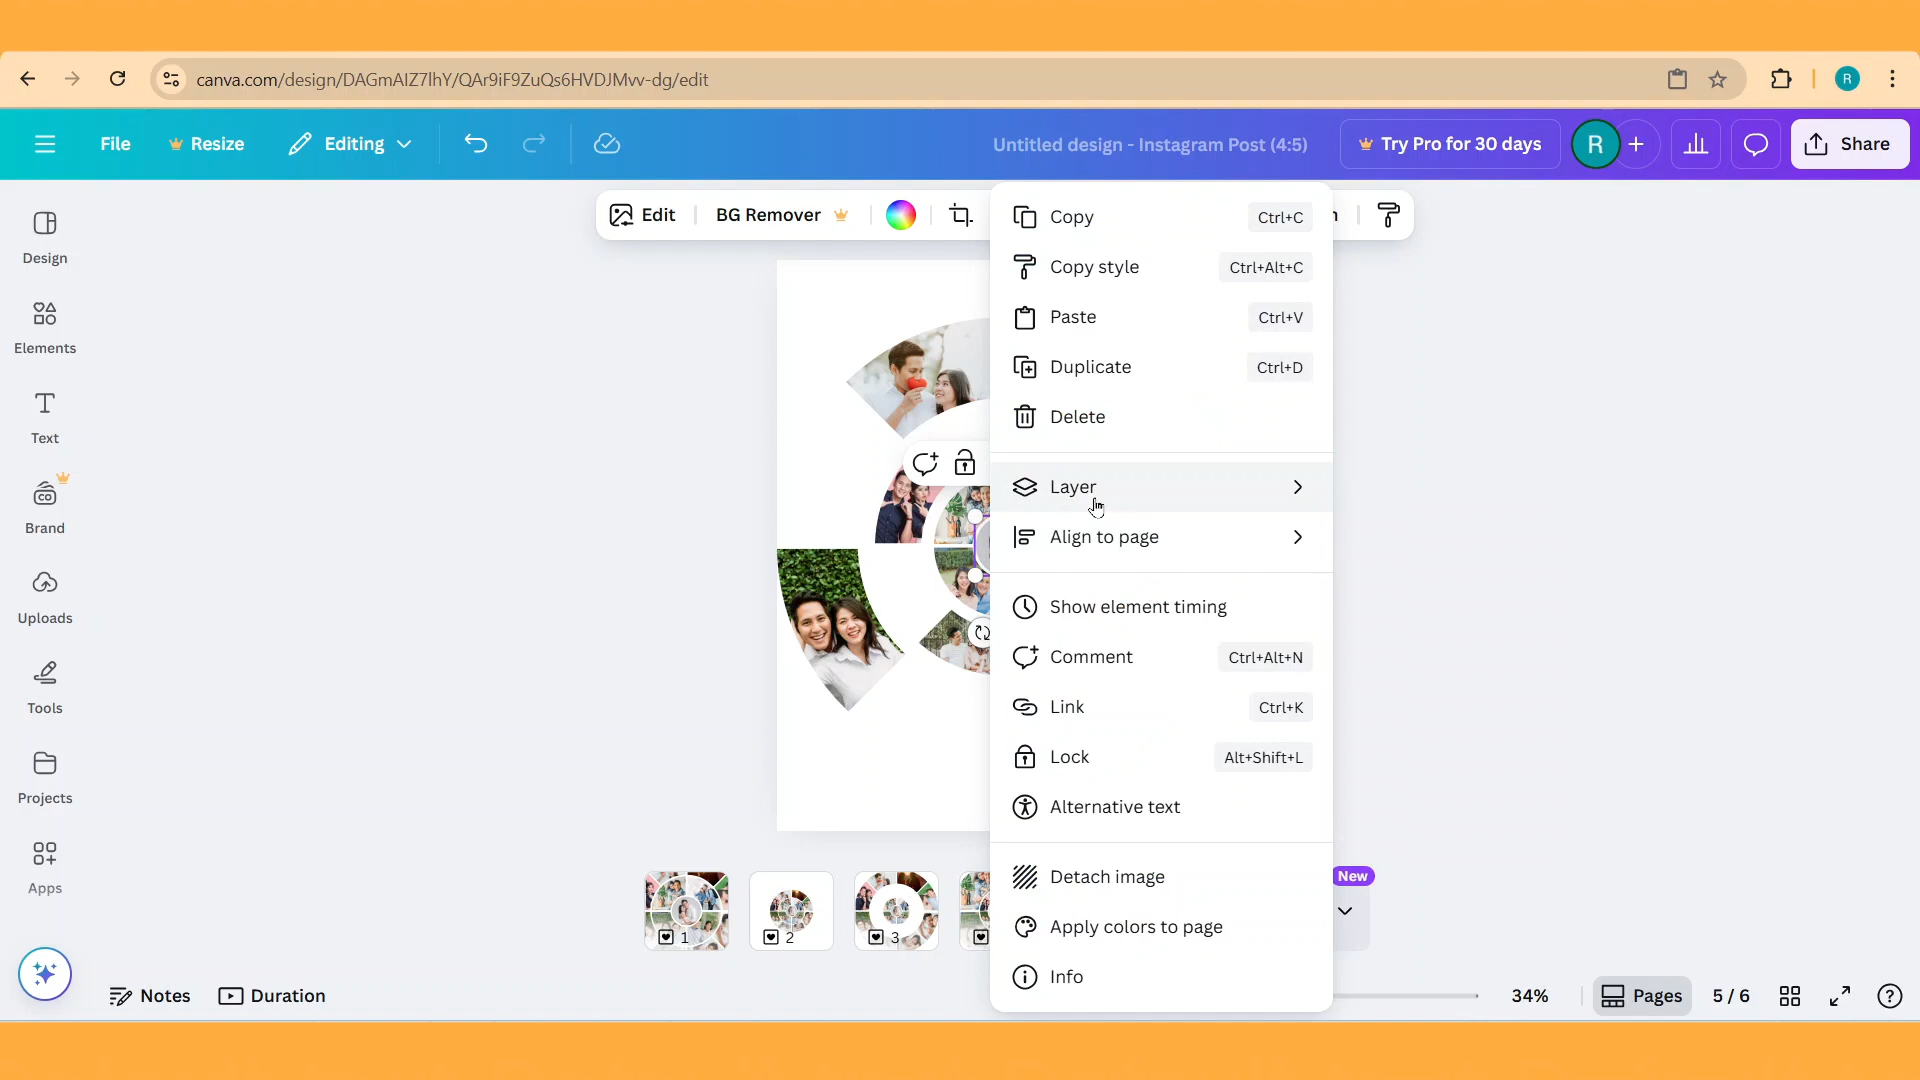 canva.com/design/DAGmAIZ7lhY/QAr9iF9ZuQs6HVDJMvv-dg/edit
R
File
Resize
Editing
Untitled design - Instagram Post (4:5)
Try Pro for 30 days
R
Share
Edit
BG Remover
Design
Elements
Text
Brand
Uploads
Tools
Projects
Apps
Copy Ctrl+C
Copy style Ctrl+Alt+C
Paste Ctrl+V
Duplicate Ctrl+D
Delete
Layer
Align to page
Show element timing
Comment Ctrl+Alt+N
Link Ctrl+K
Lock Alt+Shift+L
Alternative text
Detach image
Apply colors to page
Info
New
1
2
3
Notes
Duration
34%
Pages
5 / 6